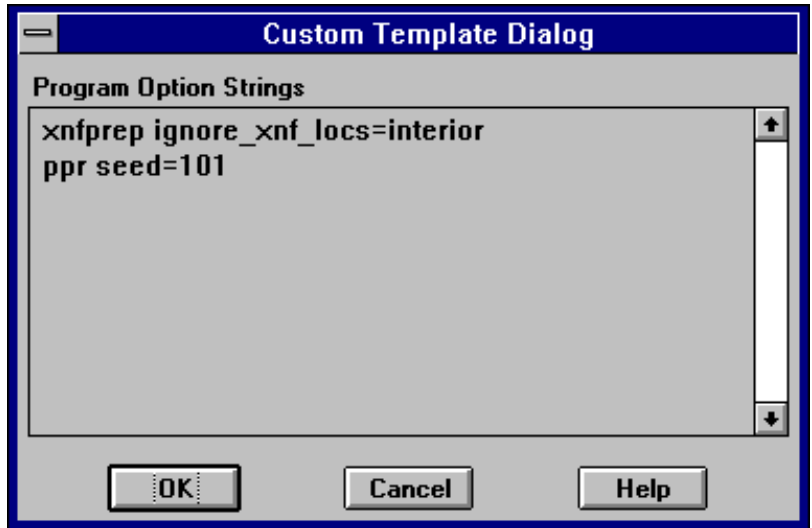 Custom Template Dialog
Program Option Strings
xnfprep ignore_xnf_locs=interior
ppr seed=101
OK Cancel Help